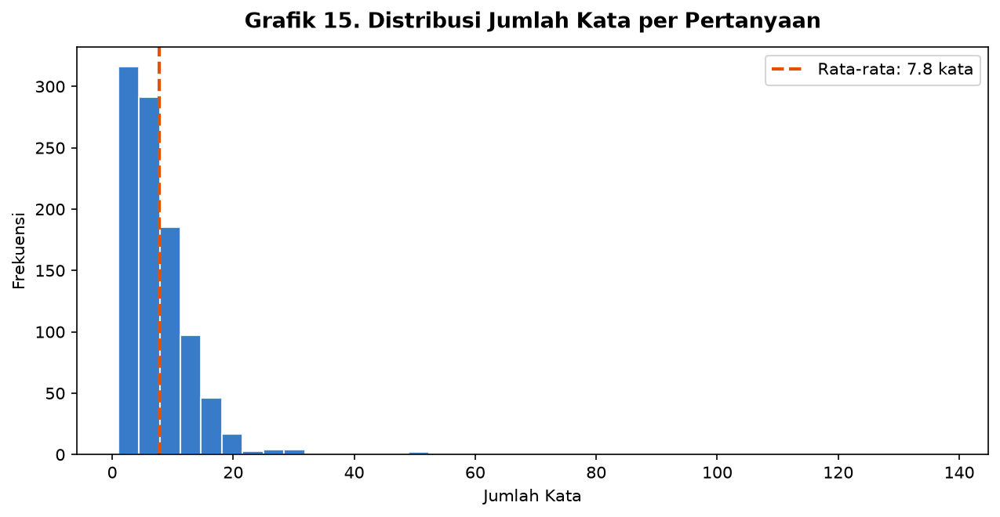 Grafik 15. Distribusi Jumlah Kata per Pertanyaan
Rata-rata: 7.8 kata
Frekuensi
300
250
200
150
100
50
0
0 20 40 60 80 100 120 140
Jumlah Kata